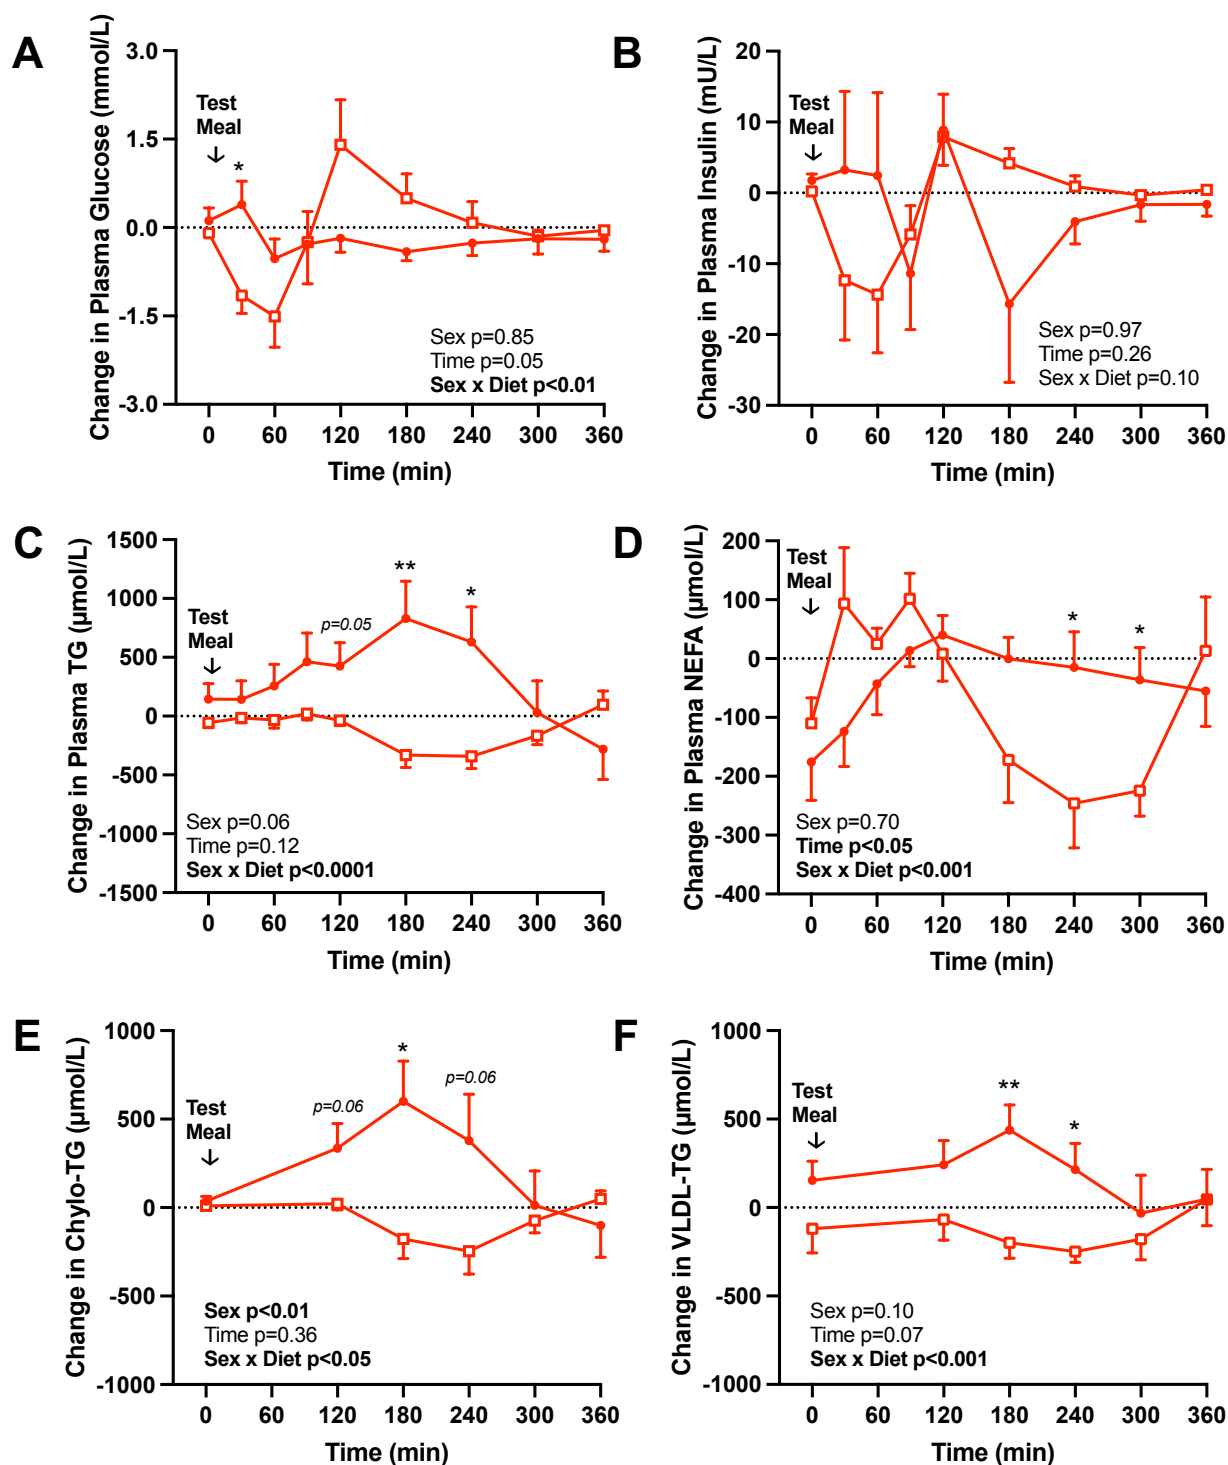 A
Change in Plasma Glucose (mmol/L)
3.0
1.5
0.0
-1.5
-3.0
Test
Meal
↓
*
Sex p=0.85
Time p=0.05
Sex x Diet p<0.01
0 60 120 180 240 300 360
Time (min)
B
Change in Plasma Insulin (mU/L)
20
10
0
-10
-20
-30
Test
Meal
↓
Sex p=0.97
Time p=0.26
Sex x Diet p=0.10
0 60 120 180 240 300 360
Time (min)
C
Change in Plasma TG (µmol/L)
1500
1000
500
0
-500
-1000
-1500
Test
Meal
↓
p=0.05
**
*
Sex p=0.06
Time p=0.12
Sex x Diet p<0.0001
0 60 120 180 240 300 360
Time (min)
D
Change in Plasma NEFA (µmol/L)
200
100
0
-100
-200
-300
-400
Test
Meal
↓
* *
Sex p=0.70
Time p<0.05
Sex x Diet p<0.001
0 60 120 180 240 300 360
Time (min)
E
Change in Chylo-TG (µmol/L)
1000
500
0
-500
-1000
Test
Meal
↓
p=0.06
*
p=0.06
Sex p<0.01
Time p=0.36
Sex x Diet p<0.05
0 60 120 180 240 300 360
Time (min)
F
Change in VLDL-TG (µmol/L)
1000
500
0
-500
-1000
Test
Meal
↓
**
*
Sex p=0.10
Time p=0.07
Sex x Diet p<0.001
0 60 120 180 240 300 360
Time (min)